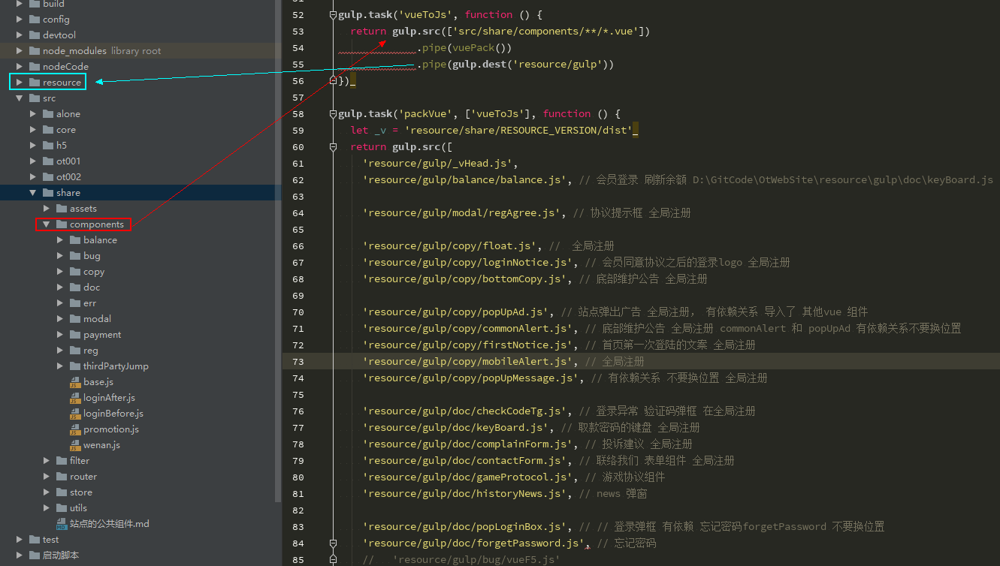 build
config
devtool
node_modules library root
nodeCode
resource
src
alone
core
h5
ot001
ot002
share
assets
components
balance
bug
copy
doc
err
modal
payment
reg
thirdPartyJump
base.js
loginAfter.js
loginBefore.js
promotion.js
wenan.js
filter
router
store
utils
站点的公共组件.md
test
启动脚本
52 gulp.task('vueToJs', function () {
53 return gulp.src(['src/share/components/**/*.vue'])
54 .pipe(vuePack())
55 .pipe(gulp.dest('resource/gulp'))
56 })
57
58 gulp.task('packVue', ['vueToJs'], function () {
59 let _v = 'resource/share/RESOURCE_VERSION/dist'
60 return gulp.src([
61 'resource/gulp/_vHead.js',
62 'resource/gulp/balance/balance.js', // 会员登录 刷新余额 D:\GitCode\OtWebSite\resource\gulp\doc\keyBoard.js
63
64 'resource/gulp/modal/regAgree.js', // 协议提示框 全局注册
65
66 'resource/gulp/copy/float.js', // 全局注册
67 'resource/gulp/copy/loginNotice.js', // 会员同意协议之后的登录logo 全局注册
68 'resource/gulp/copy/bottomCopy.js', // 底部维护公告 全局注册
69
70 'resource/gulp/copy/popUpAd.js', // 站点弹出广告 全局注册, 有依赖关系 导入了 其他vue 组件
71 'resource/gulp/copy/commonAlert.js', // 底部维护公告 全局注册 commonAlert 和 popUpAd 有依赖关系不要换位置
72 'resource/gulp/copy/firstNotice.js', // 首页第一次登陆的文案 全局注册
73 'resource/gulp/copy/mobileAlert.js', // 全局注册
74 'resource/gulp/copy/popUpMessage.js', // 有依赖关系 不要换位置 全局注册
75
76 'resource/gulp/doc/checkCodeTg.js', // 登录异常 验证码弹框 在全局注册
77 'resource/gulp/doc/keyBoard.js', // 取款密码的键盘 全局注册
78 'resource/gulp/doc/complainForm.js', // 投诉建议 全局注册
79 'resource/gulp/doc/contactForm.js', // 联络我们 表单组件 全局注册
80 'resource/gulp/doc/gameProtocol.js', // 游戏协议组件
81 'resource/gulp/doc/historyNews.js', // news 弹窗
82
83 'resource/gulp/doc/popLoginBox.js', // // 登录弹框 有依赖 忘记密码forgetPassword 不要换位置
84 'resource/gulp/doc/forgetPassword.js', // 忘记密码
85 // 'resource/gulp/bug/vueF5.js'